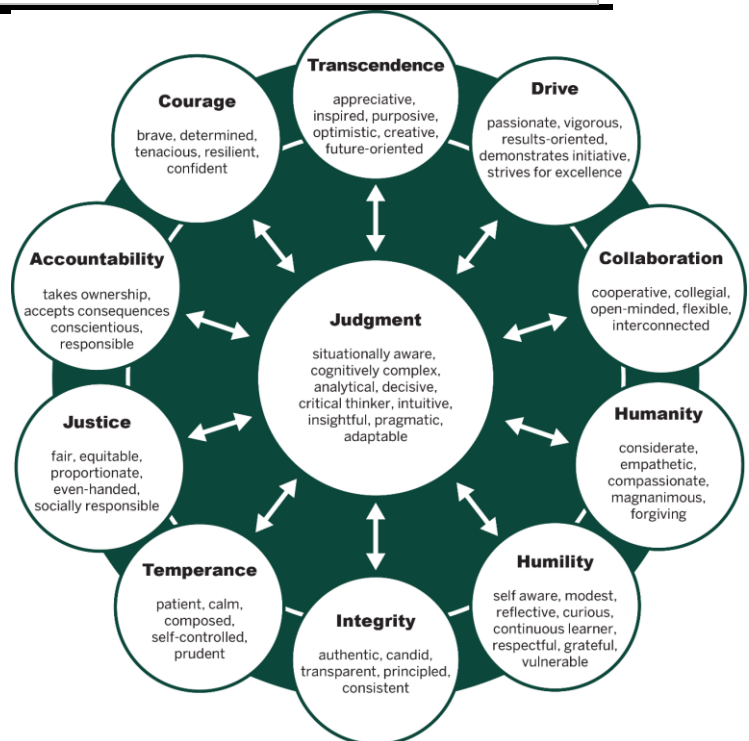 Transcendence
appreciative,
inspired, purposive,
optimistic, creative,
future-oriented
Drive
passionate, vigorous,
results-oriented,
demonstrates initiative,
strives for excellence
Collaboration
cooperative, collegial,
open-minded, flexible,
interconnected
Humanity
considerate,
empathetic,
compassionate,
magnanimous,
forgiving
Humility
self aware, modest,
reflective, curious,
continuous learner,
respectful, grateful,
vulnerable
Integrity
authentic, candid,
transparent, principled,
consistent
Temperance
patient, calm,
composed,
self-controlled,
prudent
Justice
fair, equitable,
proportionate,
even-handed,
socially responsible
Accountability
takes ownership,
accepts consequences
conscientious,
responsible
Courage
brave, determined,
tenacious, resilient,
confident
Judgment
situationally aware,
cognitively complex,
analytical, decisive,
critical thinker, intuitive,
insightful, pragmatic,
adaptable